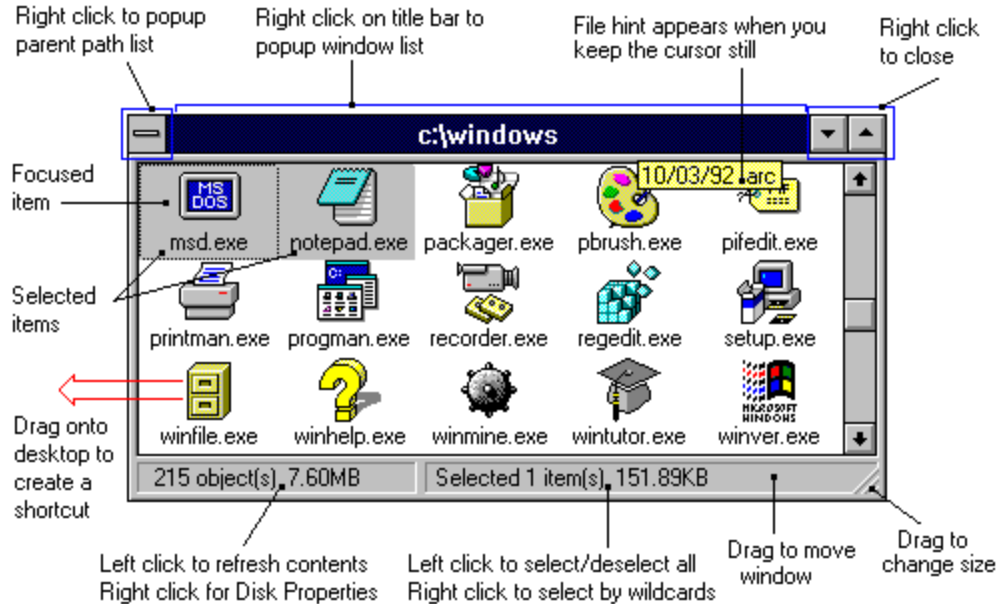 Right click to popup
parent path list
Right click on title bar to
popup window list
File hint appears when you
keep the cursor still
Right click
to close
c:\windows
Focused
item
Selected
items
Drag onto
desktop to
create a
shortcut
MS
DOS
10/03/92 arc
msd.exe notepad.exe packager.exe pbrush.exe pifedit.exe
C:
printman.exe progman.exe recorder.exe regedit.exe setup.exe
MICROSOFT
WINDOWS
winfile.exe winhelp.exe winmine.exe wintutor.exe winver.exe
215 object(s), 7.60MB
Selected 1 item(s), 151.89KB
Left click to refresh contents
Right click for Disk Properties
Left click to select/deselect all
Right click to select by wildcards
Drag to move
window
Drag to
change size